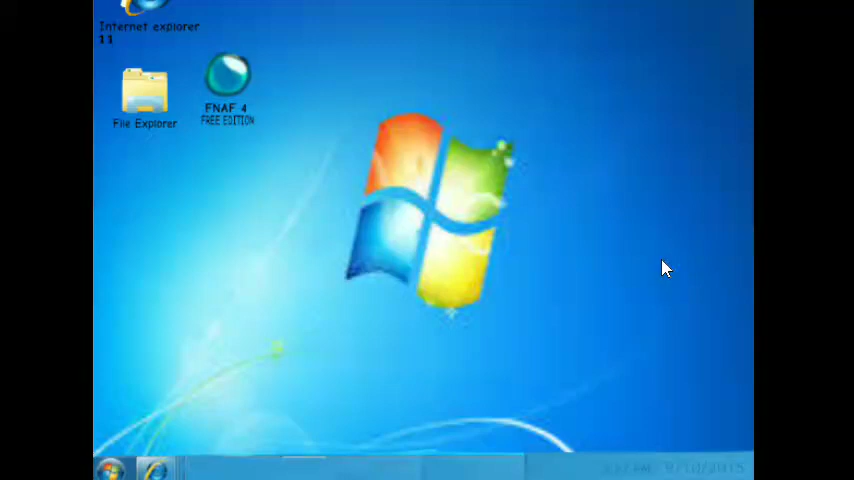 Internet explorer
11
File Explorer
FNAF 4
FREE EDITION